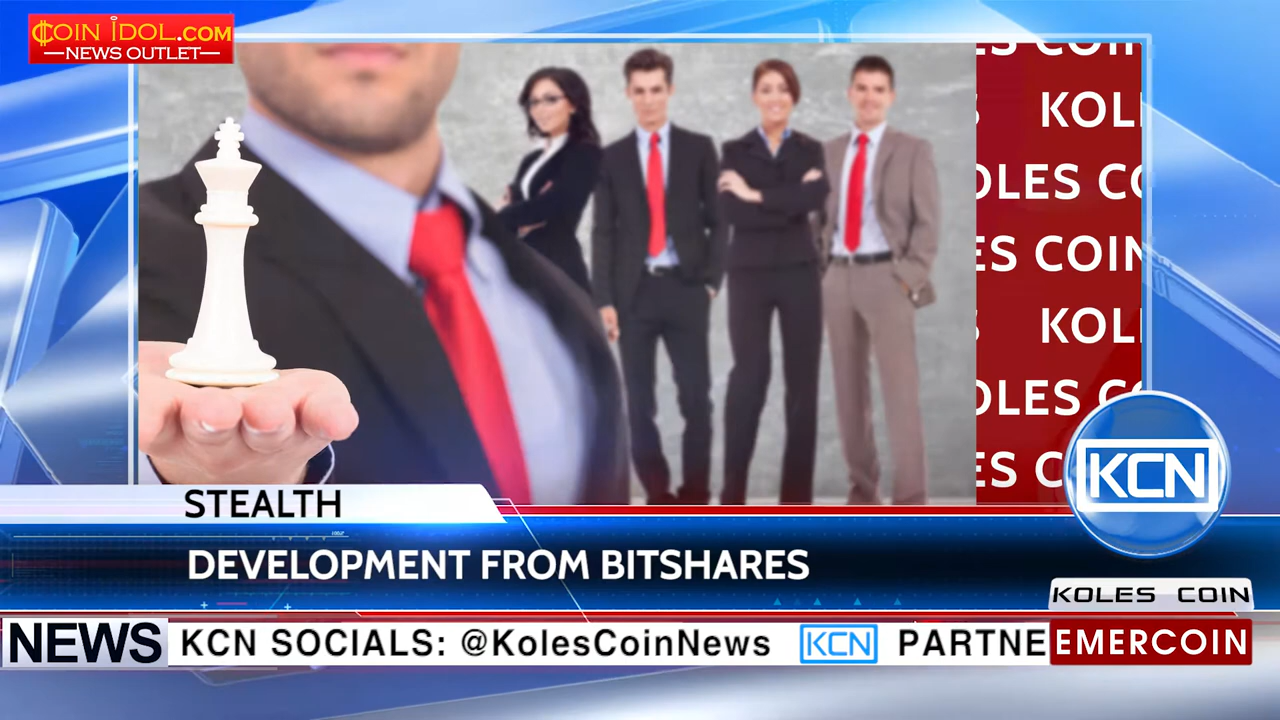 COIN IDOL.COM
NEWS OUTLET
KOLES COIN
STEALTH
DEVELOPMENT FROM BITSHARES
KCN
KOLES COIN
NEWS
KCN SOCIALS: @KolesCoinNews
KCN
PARTNE
EMERCOIN